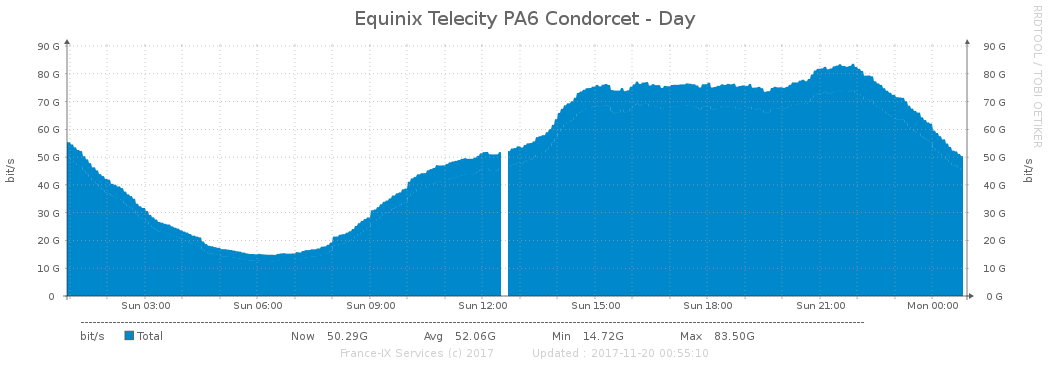 Equinix Telecity PA6 Condorcet - Day
RRDTOOL / TOBI OETIKER
90 G 90 G
80 G 80 G
70 G 70 G
60 G 60 G
50 G 50 G
40 G 40 G
30 G 30 G
20 G 20 G
10 G 10 G
0 0 G
bit/s bit/s
Sun 03:00 Sun 06:00 Sun 09:00 Sun 12:00 Sun 15:00 Sun 18:00 Sun 21:00 Mon 00:00
bit/s Total Now 50.29G Avg 52.06G Min 14.72G Max 83.50G
France-IX Services (c) 2017 Updated : 2017-11-20 00:55:10